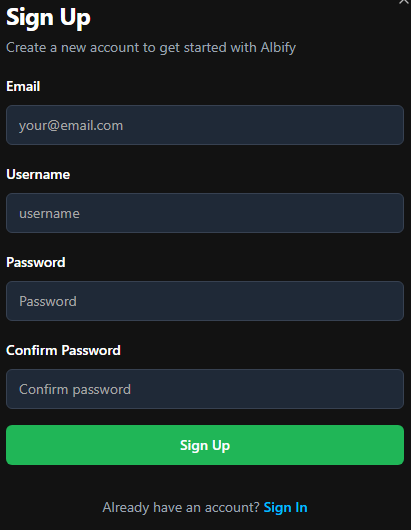 Sign Up
Create a new account to get started with Albify
Email
your@email.com
Username
username
Password
Password
Confirm Password
Confirm password
Sign Up
Already have an account? Sign In